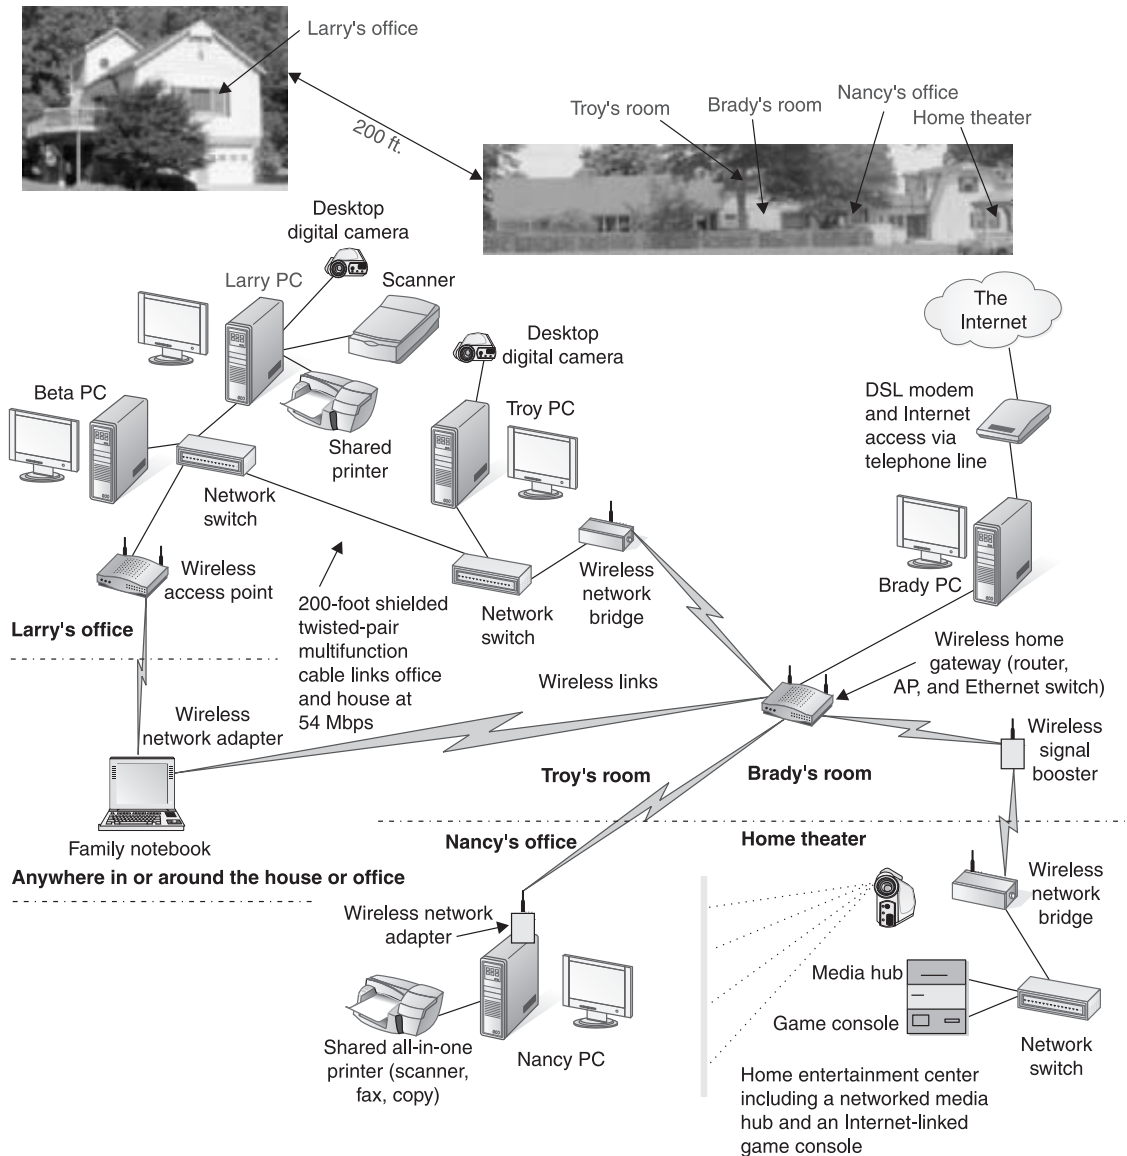 Larry's office
200 ft.
Troy's room
Brady's room
Nancy's office
Home theater
Desktop
digital camera
Larry PC
Scanner
Desktop
digital camera
The
Internet
Beta PC
Troy PC
DSL modem
and Internet
access via
telephone line
Shared
printer
Network
switch
Wireless
access point
200-foot shielded
twisted-pair
multifunction
cable links office
and house at
54 Mbps
Network
switch
Wireless
network
bridge
Brady PC
Larry's office
Wireless home
gateway (router,
AP, and Ethernet switch)
Wireless links
Wireless
network adapter
Wireless
signal
booster
Troy's room
Brady's room
Family notebook
Nancy's office
Home theater
Anywhere in or around the house or office
Wireless network
adapter
Wireless
network
bridge
Media hub
Game console
Shared all-in-one
printer (scanner,
fax, copy)
Nancy PC
Network
switch
Home entertainment center
including a networked media
hub and an Internet-linked
game console